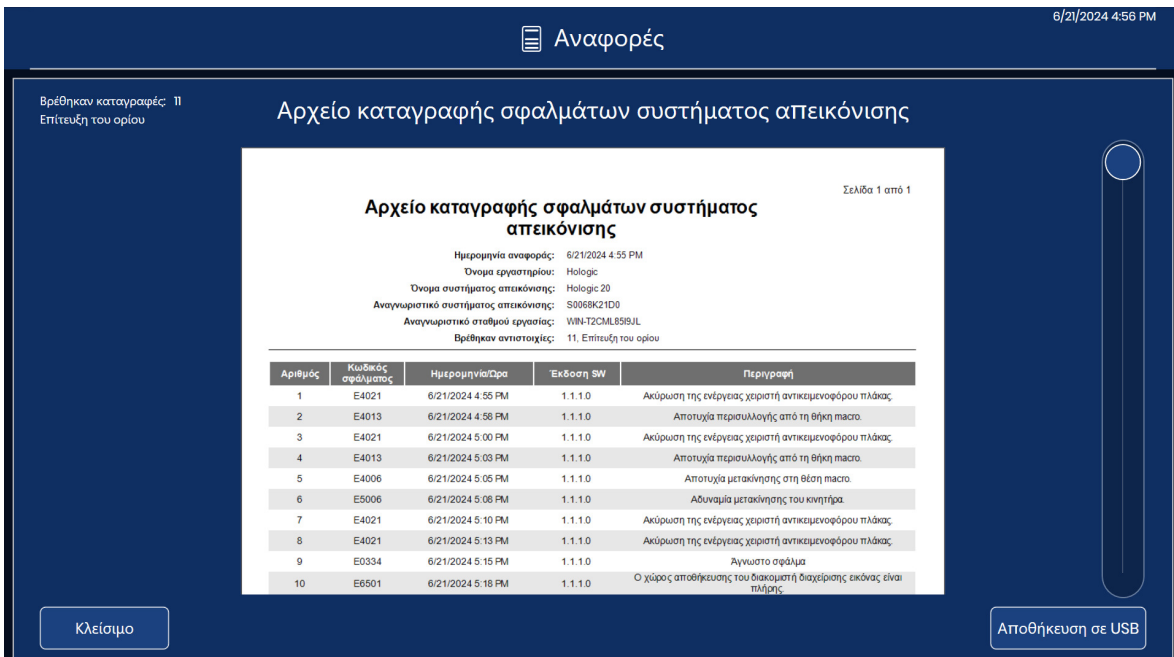 6/21/2024 4:56 PM
Αναφορές
Βρέθηκαν καταγραφές: 11
Επίτευξη του ορίου
Αρχείο καταγραφής σφαλμάτων συστήματος απεικόνισης
Σελίδα 1 από 1
Αρχείο καταγραφής σφαλμάτων συστήματος
απεικόνισης
Ημερομηνία αναφοράς: 6/21/2024 4:55 PM
Όνομα εργαστηρίου: Hologic
Όνομα συστήματος απεικόνισης: Hologic 20
Αναγνωριστικό συστήματος απεικόνισης: S0068K21D0
Αναγνωριστικό σταθμού εργασίας: WIN-T2CML85I9JL
Βρέθηκαν αντιστοιχίες: 11, Επίτευξη του ορίου
Αριθμός Κωδικός σφάλματος Ημερομηνία/Ώρα Έκδοση SW Περιγραφή
1 E4021 6/21/2024 4:55 PM 1.1.1.0 Ακύρωση της ενέργειας χειριστή αντικειμενοφόρου πλάκας.
2 E4013 6/21/2024 4:58 PM 1.1.1.0 Αποτυχία περισυλλογής από τη θήκη macro.
3 E4021 6/21/2024 5:00 PM 1.1.1.0 Ακύρωση της ενέργειας χειριστή αντικειμενοφόρου πλάκας.
4 E4013 6/21/2024 5:03 PM 1.1.1.0 Αποτυχία περισυλλογής από τη θήκη macro.
5 E4006 6/21/2024 5:05 PM 1.1.1.0 Αποτυχία μετακίνησης στη θέση macro.
6 E5006 6/21/2024 5:08 PM 1.1.1.0 Αδυναμία μετακίνησης του κινητήρα.
7 E4021 6/21/2024 5:10 PM 1.1.1.0 Ακύρωση της ενέργειας χειριστή αντικειμενοφόρου πλάκας.
8 E4021 6/21/2024 5:13 PM 1.1.1.0 Ακύρωση της ενέργειας χειριστή αντικειμενοφόρου πλάκας.
9 E0334 6/21/2024 5:15 PM 1.1.1.0 Άγνωστο σφάλμα
10 E6501 6/21/2024 5:18 PM 1.1.1.0 Ο χώρος αποθήκευσης του διακομιστή διαχείρισης εικόνας είναι
πλήρης.
Κλείσιμο
Αποθήκευση σε USB